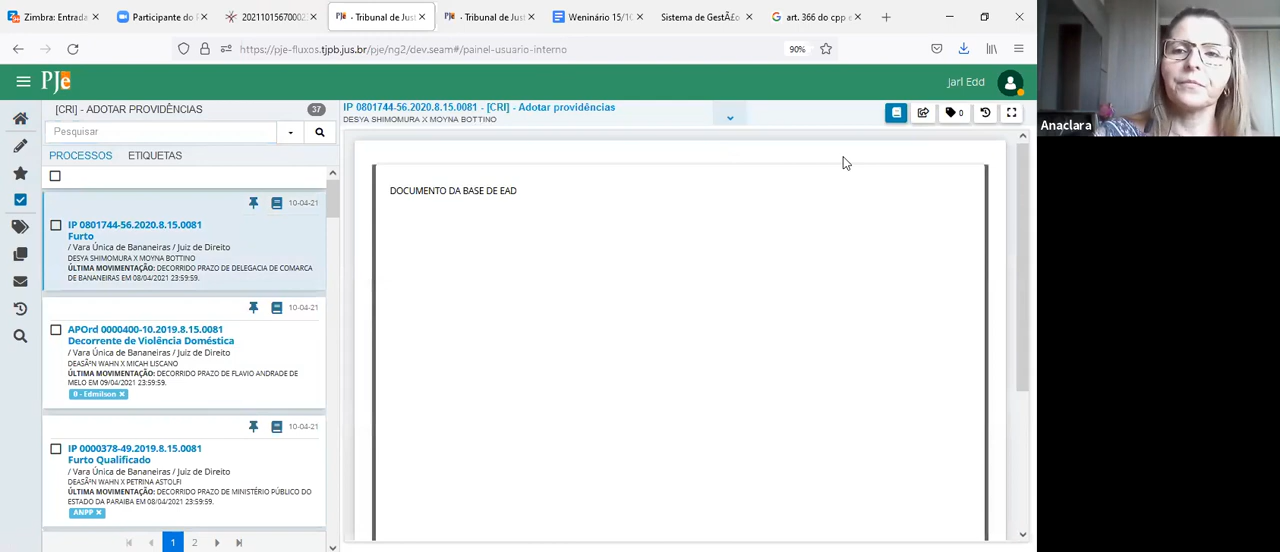 Zimbra: Entrada
Participante do F
20211015670002
- Tribunal de Just
- Tribunal de Just
Weninário 15/1
Sistema de GestÃ£o
art. 366 do cpp e
https://pje-fluxos.tjpb.jus.br/pje/ng2/dev.seam#/painel-usuario-interno
90%
PJe
Jarl Edd
[CRI] - ADOTAR PROVIDÊNCIAS
37
Pesquisar
PROCESSOS
ETIQUETAS
10-04-21
IP 0801744-56.2020.8.15.0081
Furto
/ Vara Única de Bananeiras / Juiz de Direito
DESYA SHIMOMURA X MOYNA BOTTINO
ÚLTIMA MOVIMENTAÇÃO: DECORRIDO PRAZO DE DELEGACIA DE COMARCA
DE BANANEIRAS EM 08/04/2021 23:59:59.
10-04-21
APOrd 0000400-10.2019.8.15.0081
Decorrente de Violência Doméstica
/ Vara Única de Bananeiras / Juiz de Direito
DEASÃºN WAHN X MICAH LISCANO
ÚLTIMA MOVIMENTAÇÃO: DECORRIDO PRAZO DE FLAVIO ANDRADE DE
MELO EM 09/04/2021 23:59:59.
0 - Edmilson ×
10-04-21
IP 0000378-49.2019.8.15.0081
Furto Qualificado
/ Vara Única de Bananeiras / Juiz de Direito
DEASÃºN WAHN X PETRINA ASTOLFI
ÚLTIMA MOVIMENTAÇÃO: DECORRIDO PRAZO DE MINISTÉRIO PÚBLICO DO
ESTADO DA PARAIBA EM 08/04/2021 23:59:59.
ANPP ×
1
2
IP 0801744-56.2020.8.15.0081 - [CRI] - Adotar providências
DESYA SHIMOMURA X MOYNA BOTTINO
0
DOCUMENTO DA BASE DE EAD
Anaclara